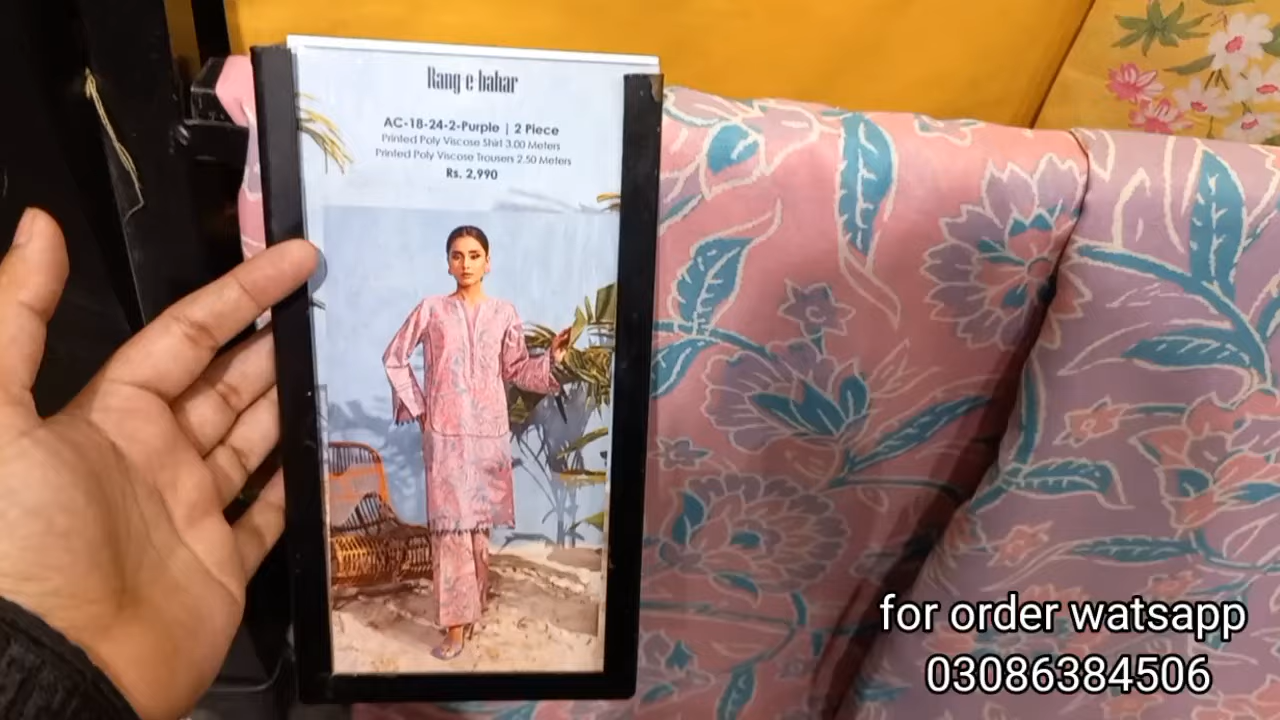 Rang-e-bahar
AC-18-24-2-Purple | 2 Piece
Printed Poly Viscose Shirt 3.00 Meters
Printed Poly Viscose Trousers 2.50 Meters
Rs. 2,990
for order watsapp
03086384506